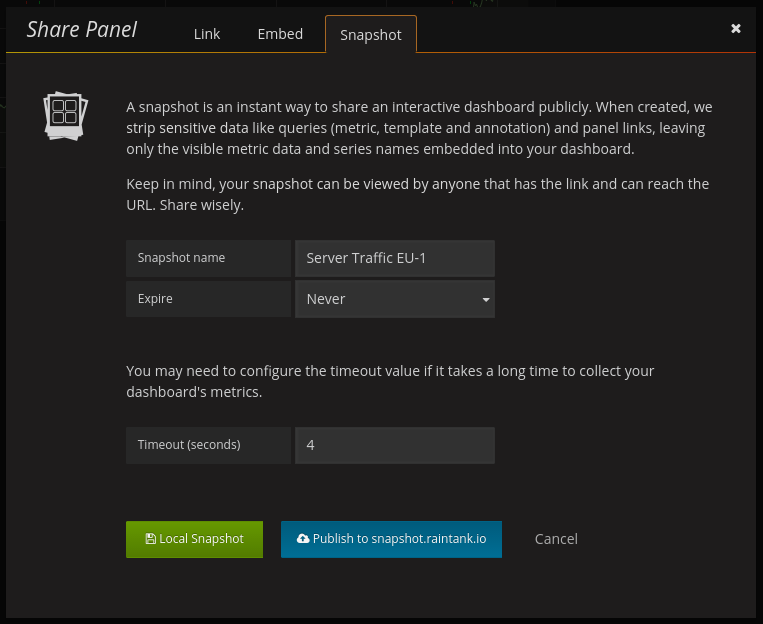 Share Panel
Link
Embed
Snapshot
×
A snapshot is an instant way to share an interactive dashboard publicly. When created, we
strip sensitive data like queries (metric, template and annotation) and panel links, leaving
only the visible metric data and series names embedded into your dashboard.
Keep in mind, your snapshot can be viewed by anyone that has the link and can reach the
URL. Share wisely.
Snapshot name
Server Traffic EU-1
Expire
Never
You may need to configure the timeout value if it takes a long time to collect your
dashboard's metrics.
Timeout (seconds)
4
Local Snapshot
Publish to snapshot.raintank.io
Cancel